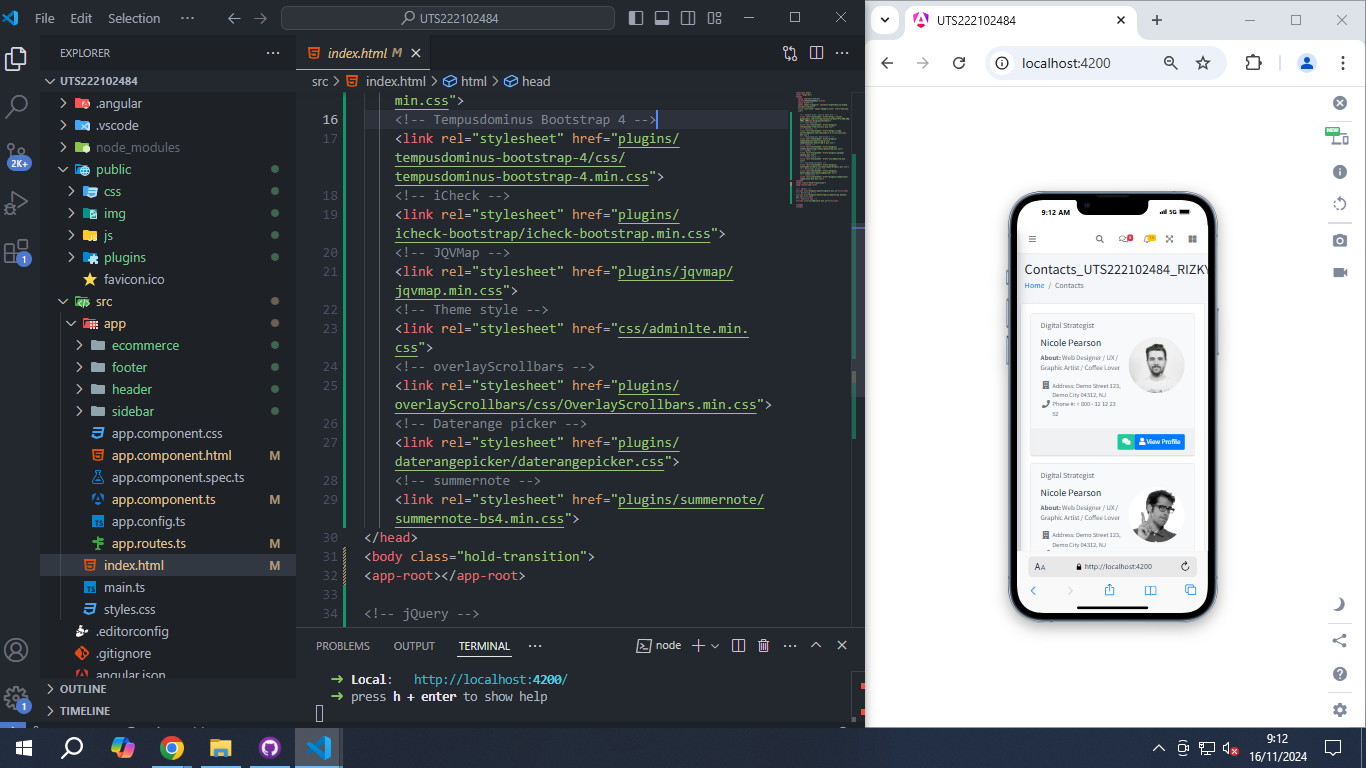 File Edit Selection ··· UTS222102484
EXPLORER
UTS222102484
.angular
.vscode
node_modules
public
css
img
js
plugins
favicon.ico
src
app
ecommerce
footer
header
sidebar
app.component.css
app.component.html M
app.component.spec.ts
app.component.ts M
app.config.ts
app.routes.ts M
index.html M
main.ts
styles.css
.editorconfig
.gitignore
angular.json
OUTLINE
TIMELINE
2K+
1
1
index.html M
src > index.html > html > head
min.css">
16 <!-- Tempusdominus Bootstrap 4 -->
17 <link rel="stylesheet" href="plugins/
tempusdominus-bootstrap-4/css/
tempusdominus-bootstrap-4.min.css">
18 <!-- iCheck -->
19 <link rel="stylesheet" href="plugins/
icheck-bootstrap/icheck-bootstrap.min.css">
20 <!-- JQVMap -->
21 <link rel="stylesheet" href="plugins/jqvmap/
jqvmap.min.css">
22 <!-- Theme style -->
23 <link rel="stylesheet" href="css/adminlte.min.
css">
24 <!-- overlayScrollbars -->
25 <link rel="stylesheet" href="plugins/
overlayScrollbars/css/OverlayScrollbars.min.css">
26 <!-- Daterange picker -->
27 <link rel="stylesheet" href="plugins/
daterangepicker/daterangepicker.css">
28 <!-- summernote -->
29 <link rel="stylesheet" href="plugins/summernote/
summernote-bs4.min.css">
30 </head>
31 <body class="hold-transition">
32 <app-root></app-root>
33
34 <!-- jQuery -->
PROBLEMS OUTPUT TERMINAL ··· node
➜ Local: http://localhost:4200/
➜ press h + enter to show help
UTS222102484
localhost:4200
NEW
9:12 AM 5G
Contacts_UTS222102484_RIZKY
Home / Contacts
Digital Strategist
Nicole Pearson
About: Web Designer / UX /
Graphic Artist / Coffee Lover
Address: Demo Street 123,
Demo City 04312, NJ
Phone #: + 800 - 12 12 23
52
View Profile
Digital Strategist
Nicole Pearson
About: Web Designer / UX /
Graphic Artist / Coffee Lover
Address: Demo Street 123,
Demo City 04312, NJ
AA http://localhost:4200
9:12
16/11/2024